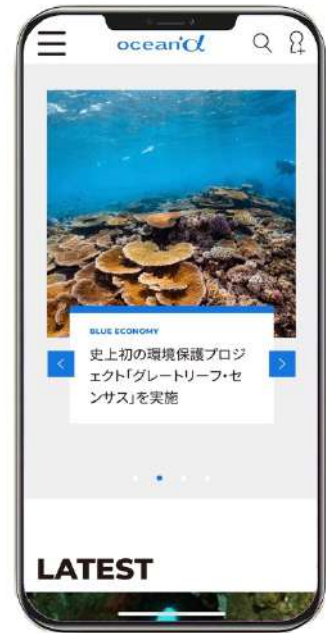 ocean+α
BLUE ECONOMY
史上初の環境保護プロジ
ェクト「グレートリーフ・セ
ンサス」を実施
LATEST